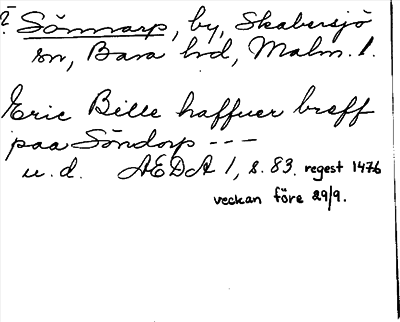 ? Sönnarp, by, Skabersjö
sn, Bara hd, Malm. l.
Eric Bille haffuer breff
paa Söndorp ---
u.d. AEDA 1, s. 83. regest 1476
veckan före 29/9.